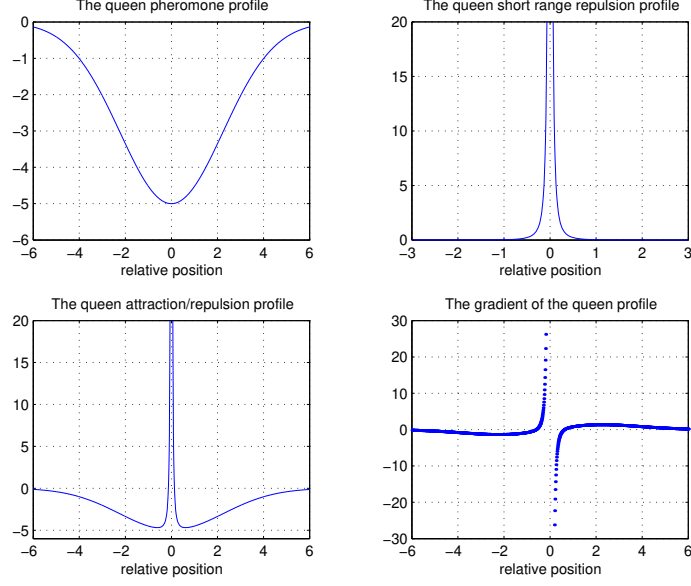 The queen pheromone profile
0
−1
−2
−3
−4
−5
−6
−6 −4 −2 0 2 4 6
relative position
The queen short range repulsion profile
20
15
10
5
0
−3 −2 −1 0 1 2 3
relative position
The queen attraction/repulsion profile
20
15
10
5
0
−5
−6 −4 −2 0 2 4 6
relative position
The gradient of the queen profile
30
20
10
0
−10
−20
−30
−6 −4 −2 0 2 4 6
relative position